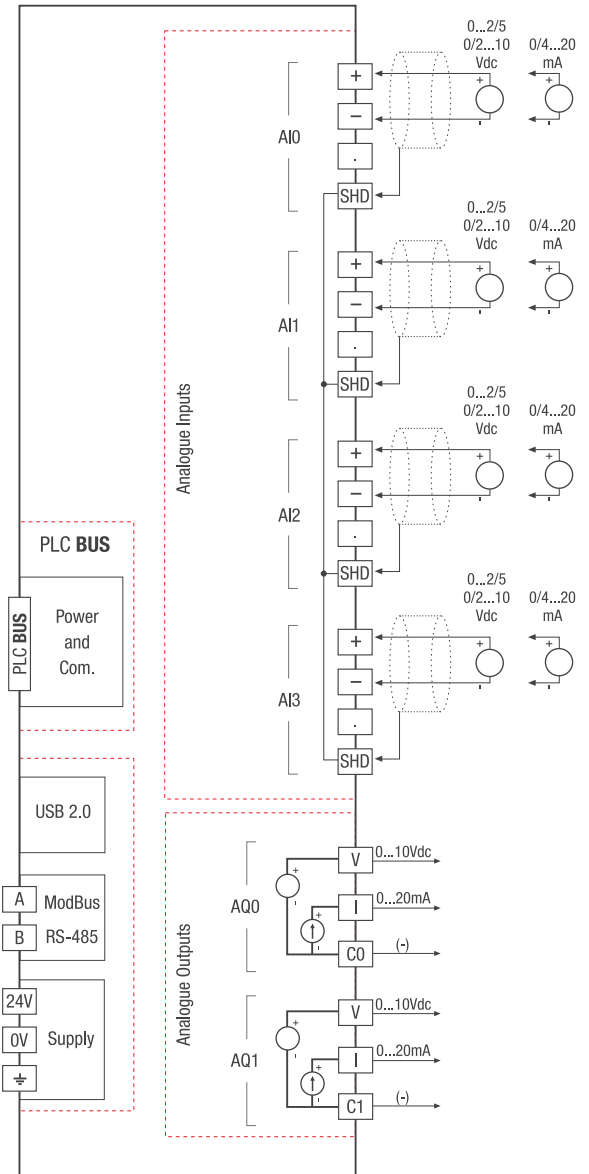 0...2/5
0/2...10
Vdc
0/4...20
mA
+
−
.
SHD
AI0
+
-
+
-
0...2/5
0/2...10
Vdc
0/4...20
mA
+
−
.
SHD
AI1
+
-
+
-
0...2/5
0/2...10
Vdc
0/4...20
mA
+
−
.
SHD
AI2
+
-
+
-
0...2/5
0/2...10
Vdc
0/4...20
mA
+
−
.
SHD
AI3
+
-
+
-
Analogue Inputs
PLC BUS
PLC BUS
Power
and
Com.
USB 2.0
A
B
ModBus
RS-485
24V
0V
Supply
Analogue Outputs
AQ0
+
-
+
-
V
0...10Vdc
I
0...20mA
C0
(-)
AQ1
+
-
+
-
V
0...10Vdc
I
0...20mA
C1
(-)